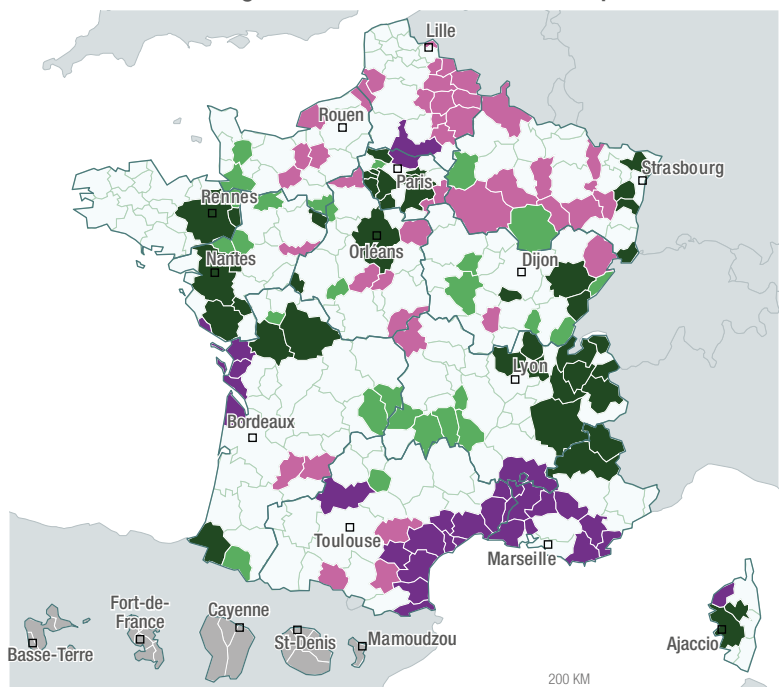 Lille
Rouen
Strasbourg
Paris
Rennes
Orléans
Nantes
Dijon
Lyon
Bordeaux
Toulouse
Marseille
Fort-de-
France
Cayenne
St-Denis
Mamoudzou
Basse-Terre
Ajaccio
200 KM